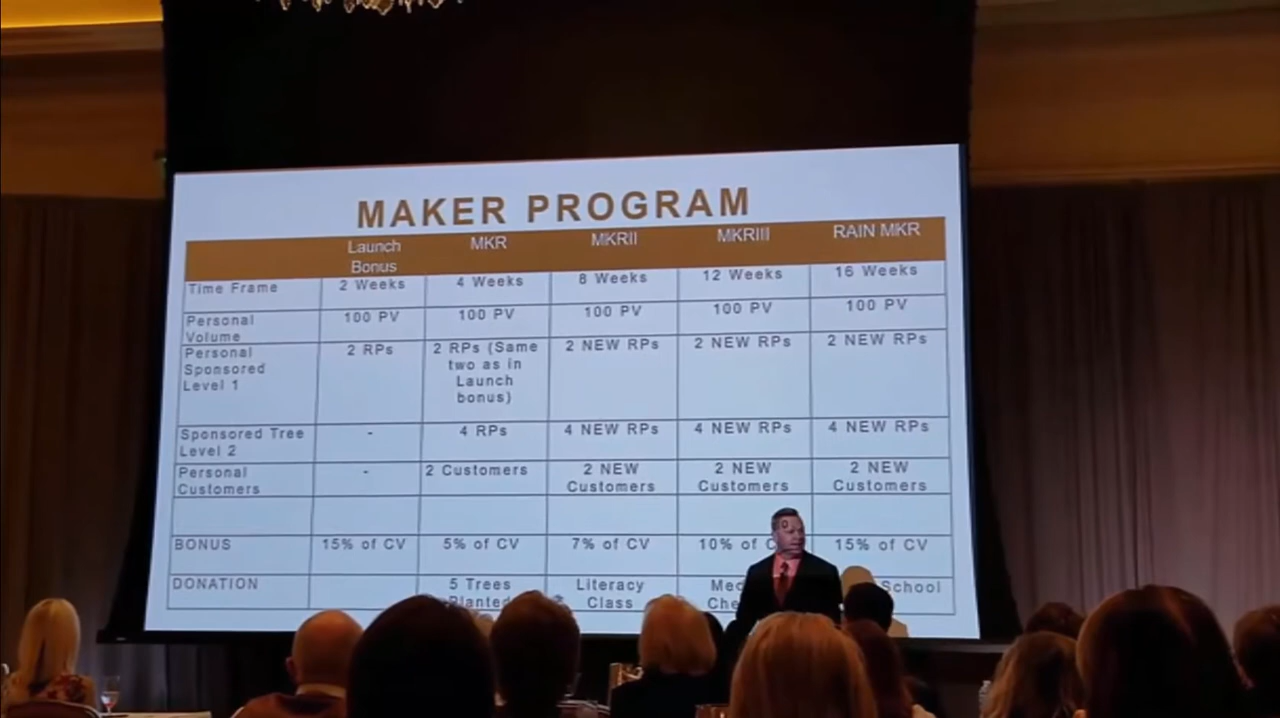 MAKER PROGRAM
Launch Bonus MKR MKRII MKRIII RAIN MKR
Time Frame 2 Weeks 4 Weeks 8 Weeks 12 Weeks 16 Weeks
Personal Volume 100 PV 100 PV 100 PV 100 PV 100 PV
Personal Sponsored Level 1 2 RPs 2 RPs (Same two as in Launch bonus) 2 NEW RPs 2 NEW RPs 2 NEW RPs
Sponsored Tree Level 2 - 4 RPs 4 NEW RPs 4 NEW RPs 4 NEW RPs
Personal Customers - 2 Customers 2 NEW Customers 2 NEW Customers 2 NEW Customers
BONUS 15% of CV 5% of CV 7% of CV 10% of 15% of CV
DONATION 5 Trees Planted Literacy Class School